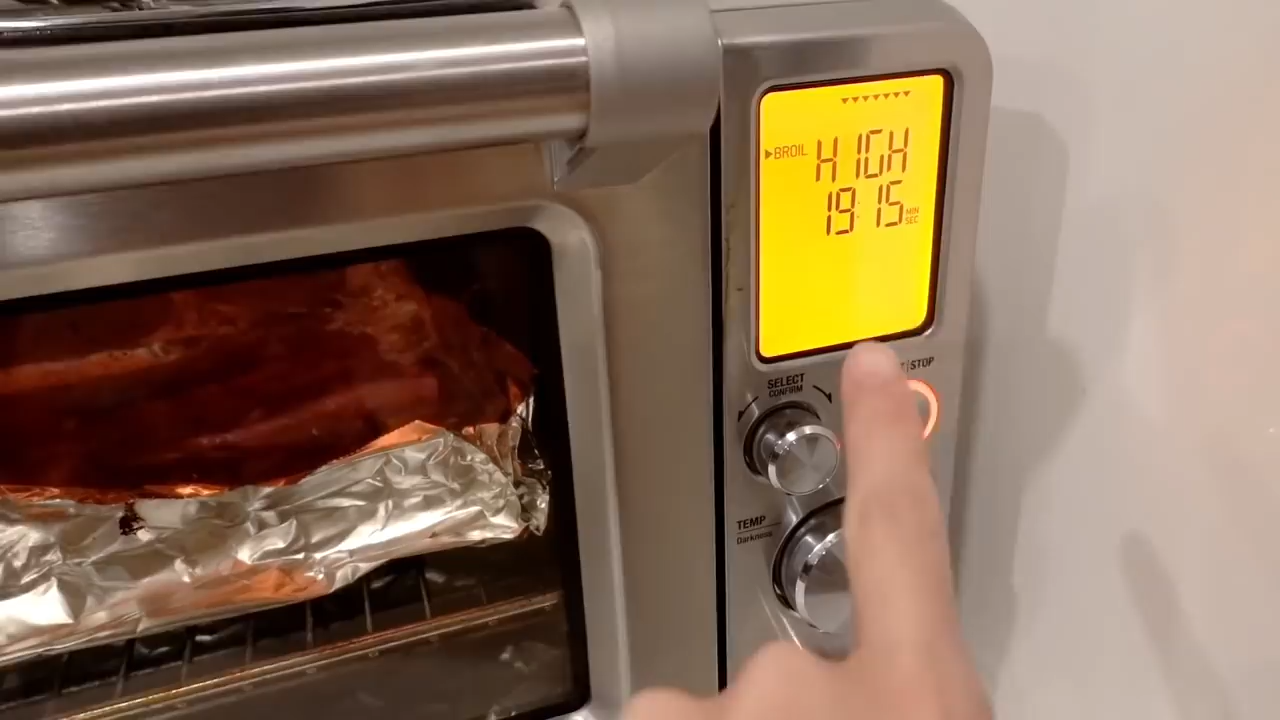 ▶BROIL HIGH
19:15 MIN SEC
SELECT
CONFIRM
STOP
TEMP
Darkness